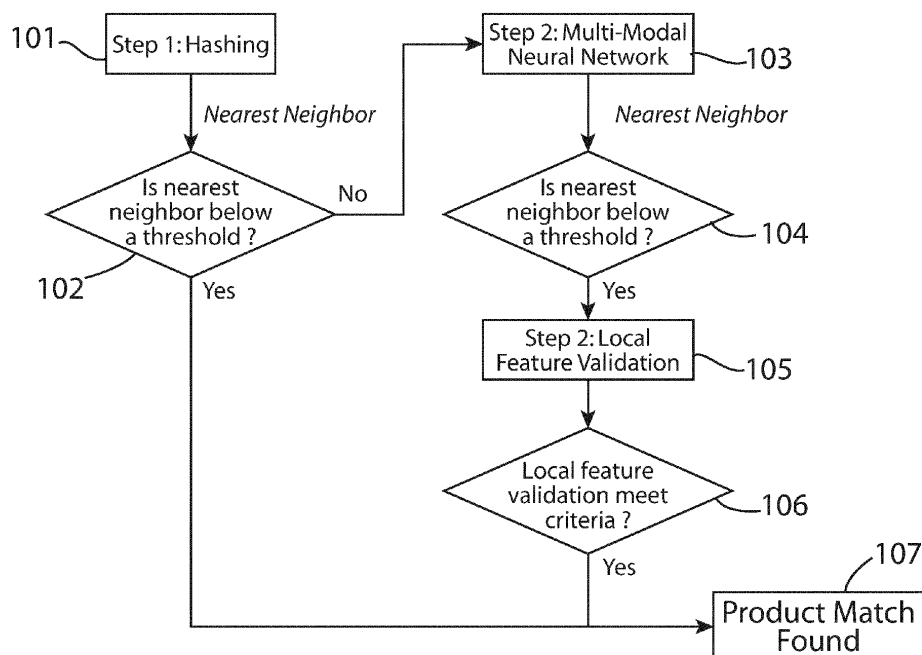 101
Step 1: Hashing
Nearest Neighbor
Is nearest
neighbor below
a threshold ?
102
No
Yes
Step 2: Multi-Modal
Neural Network
103
Nearest Neighbor
Is nearest
neighbor below
a threshold ?
104
Yes
Step 2: Local
Feature Validation
105
Local feature
validation meet
criteria ?
106
Yes
107
Product Match
Found